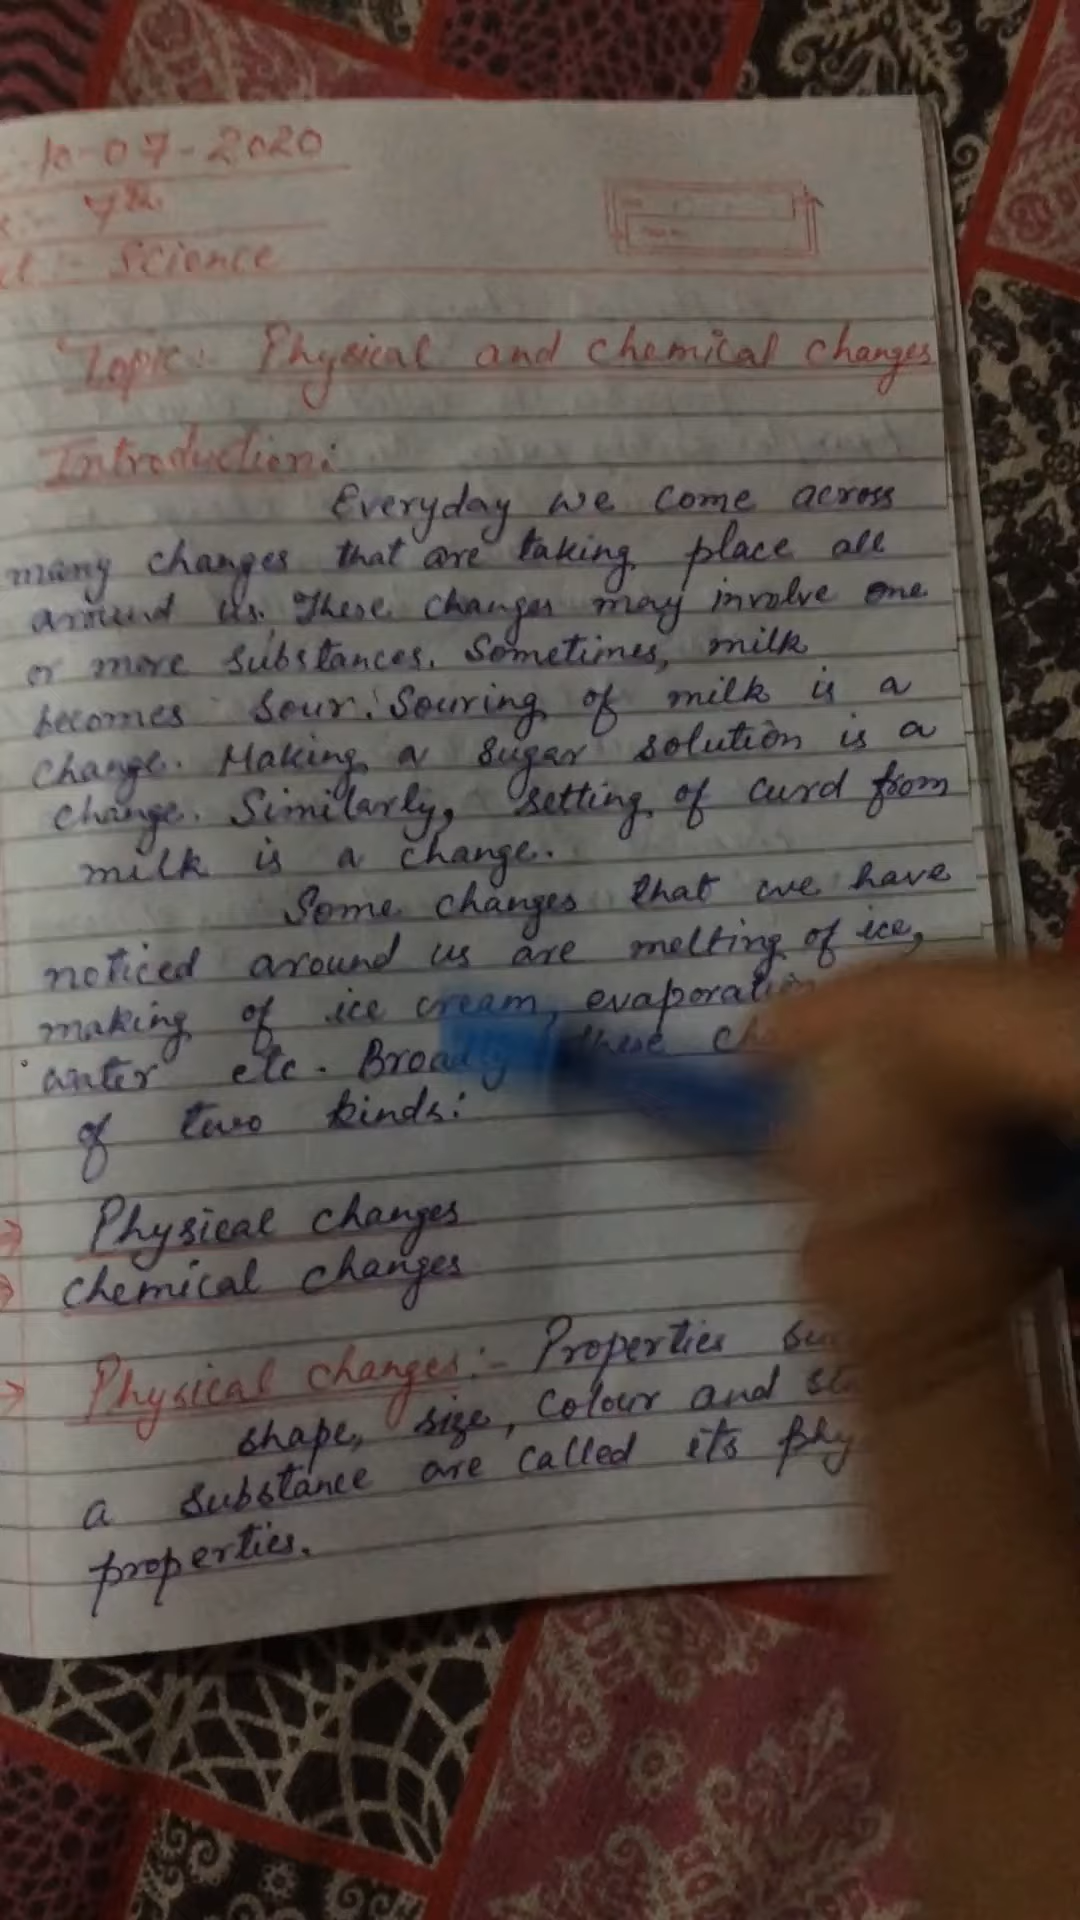 10-07-2020
7th
Science
Topic: Physical and chemical changes
Introduction:
Everyday we come across
many changes that are taking place all
around us. These changes may involve one
or more substances. Sometimes, milk
becomes sour. Souring of milk is a
change. Making a sugar solution is a
change. Similarly, setting of curd from
milk is a change.
Some changes that we have
noticed around us are melting of ice,
making of ice cream, evaporation
water etc. Broadly these
of two kinds:
Physical changes
chemical changes
Physical changes:- Properties
shape, size, colour and
a substance are called its
properties.